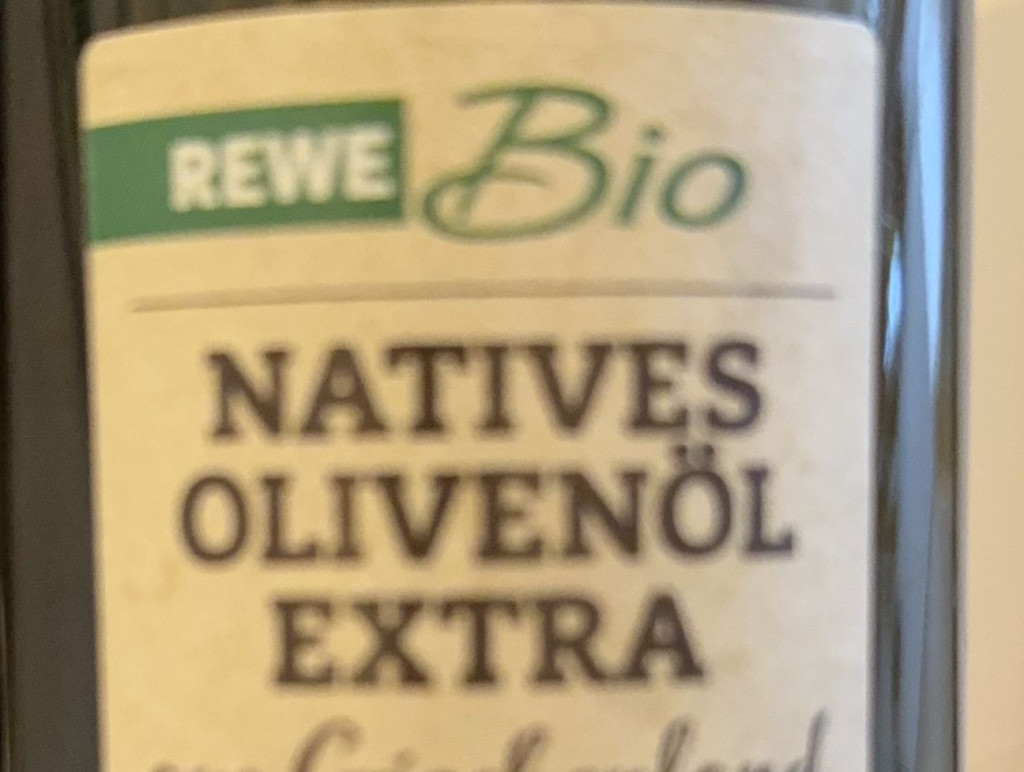 REWE Bio
NATIVES
OLIVENÖL
EXTRA